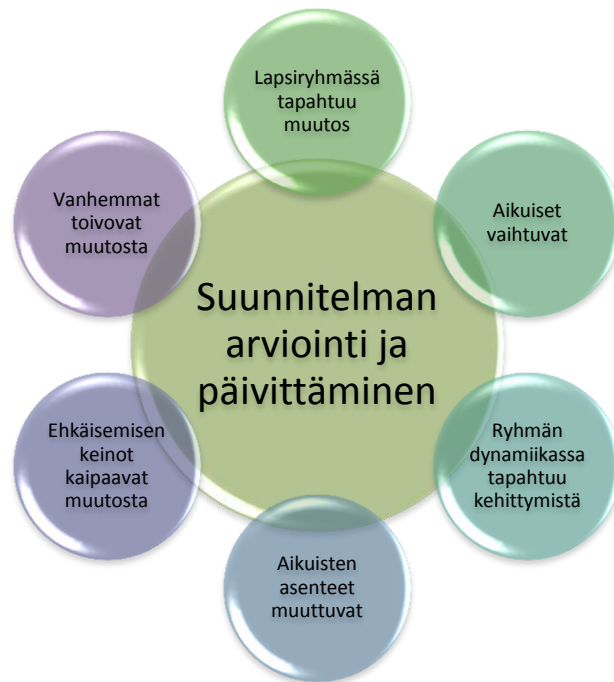 Lapsiryhmässä
tapahtuu
muutos
Aikuiset
vaihtuvat
Ryhmän
dynamiikassa
tapahtuu
kehittymistä
Aikuisten
asenteet
muuttuvat
Ehkäisemisen
keinot
kaipaavat
muutosta
Vanhemmat
toivovat
muutosta
Suunnitelman
arviointi ja
päivittäminen